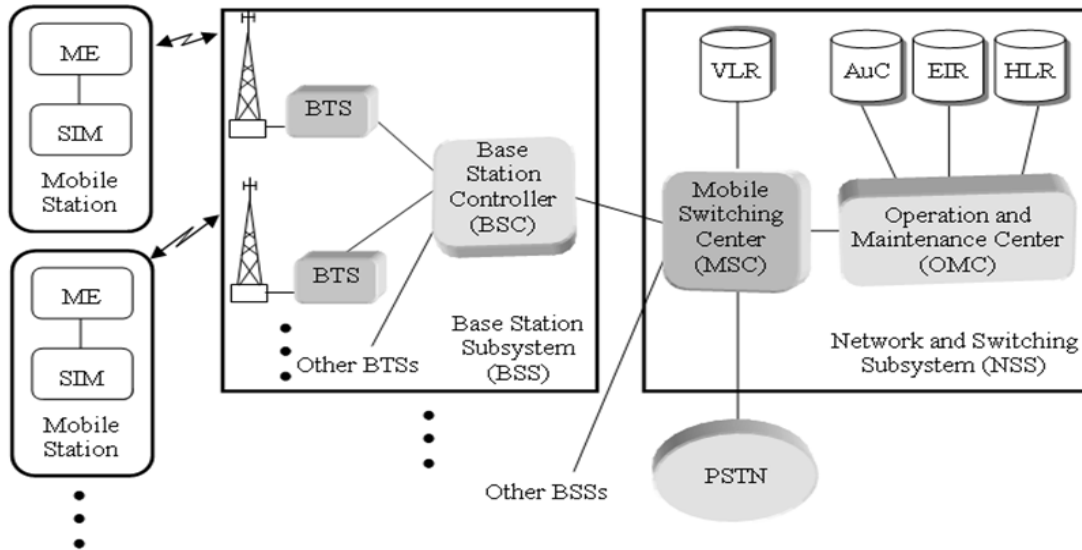 ME
SIM
Mobile
Station
ME
SIM
Mobile
Station
BTS
BTS
Other BTSs
Base
Station
Controller
(BSC)
Base Station
Subsystem
(BSS)
Other BSSs
VLR
AuC
EIR
HLR
Mobile
Switching
Center
(MSC)
Operation and
Maintenance Center
(OMC)
Network and Switching
Subsystem (NSS)
PSTN